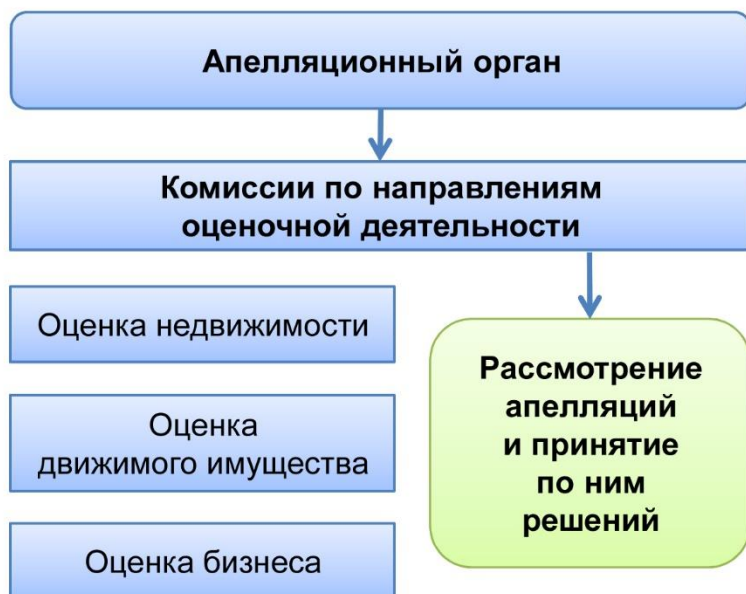 Апелляционный орган
Комиссии по направлениям
оценочной деятельности
Оценка недвижимости
Оценка
движимого имущества
Оценка бизнеса
Рассмотрение
апелляций
и принятие
по ним
решений